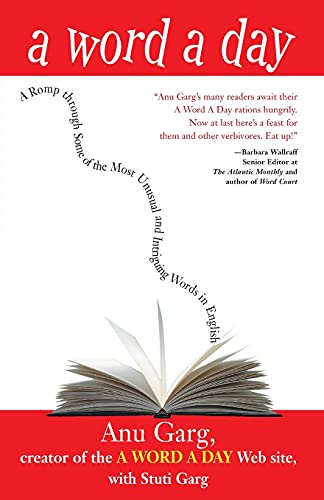 a word a day
A Romp through Some of the Most Unusual and Intriguing Words in English
“Anu Garg’s many readers await their
A Word A Day rations hungrily.
Now at last here’s a feast for
them and other verbivores. Eat up!”
—Barbara Wallraff
Senior Editor at
The Atlantic Monthly and
author of Word Court
Anu Garg,
creator of the A WORD A DAY Web site,
with Stuti Garg